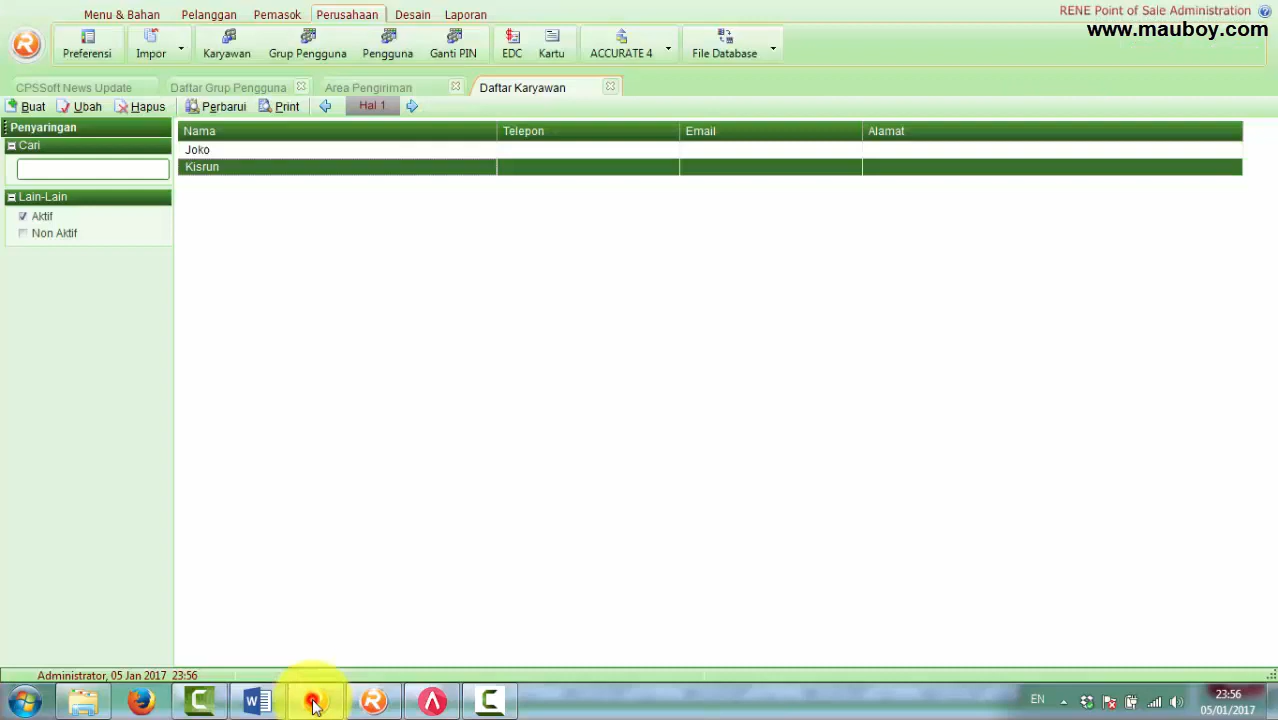 Menu & Bahan Pelanggan Pemasok Perusahaan Desain Laporan RENE Point of Sale Administration
www.mauboy.com
Preferensi Impor Karyawan Grup Pengguna Pengguna Ganti PIN EDC Kartu ACCURATE 4 File Database
CPSSoft News Update Daftar Grup Pengguna Area Pengiriman Daftar Karyawan
Buat Ubah Hapus Perbarui Print Hal 1
Penyaringan
Nama Telepon Email Alamat
Cari
Joko
Kisrun
Lain-Lain
Aktif
Non Aktif
Administrator, 05 Jan 2017 23:56
EN 23:56
05/01/2017